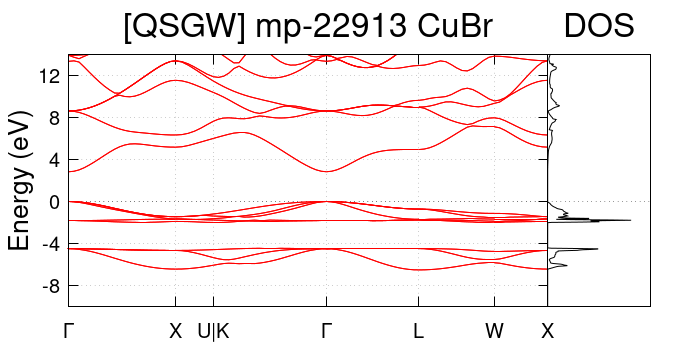 [QSGW] mp-22913 CuBr DOS
Energy (eV)
12
8
4
0
-4
-8
Γ X U|K Γ L W X